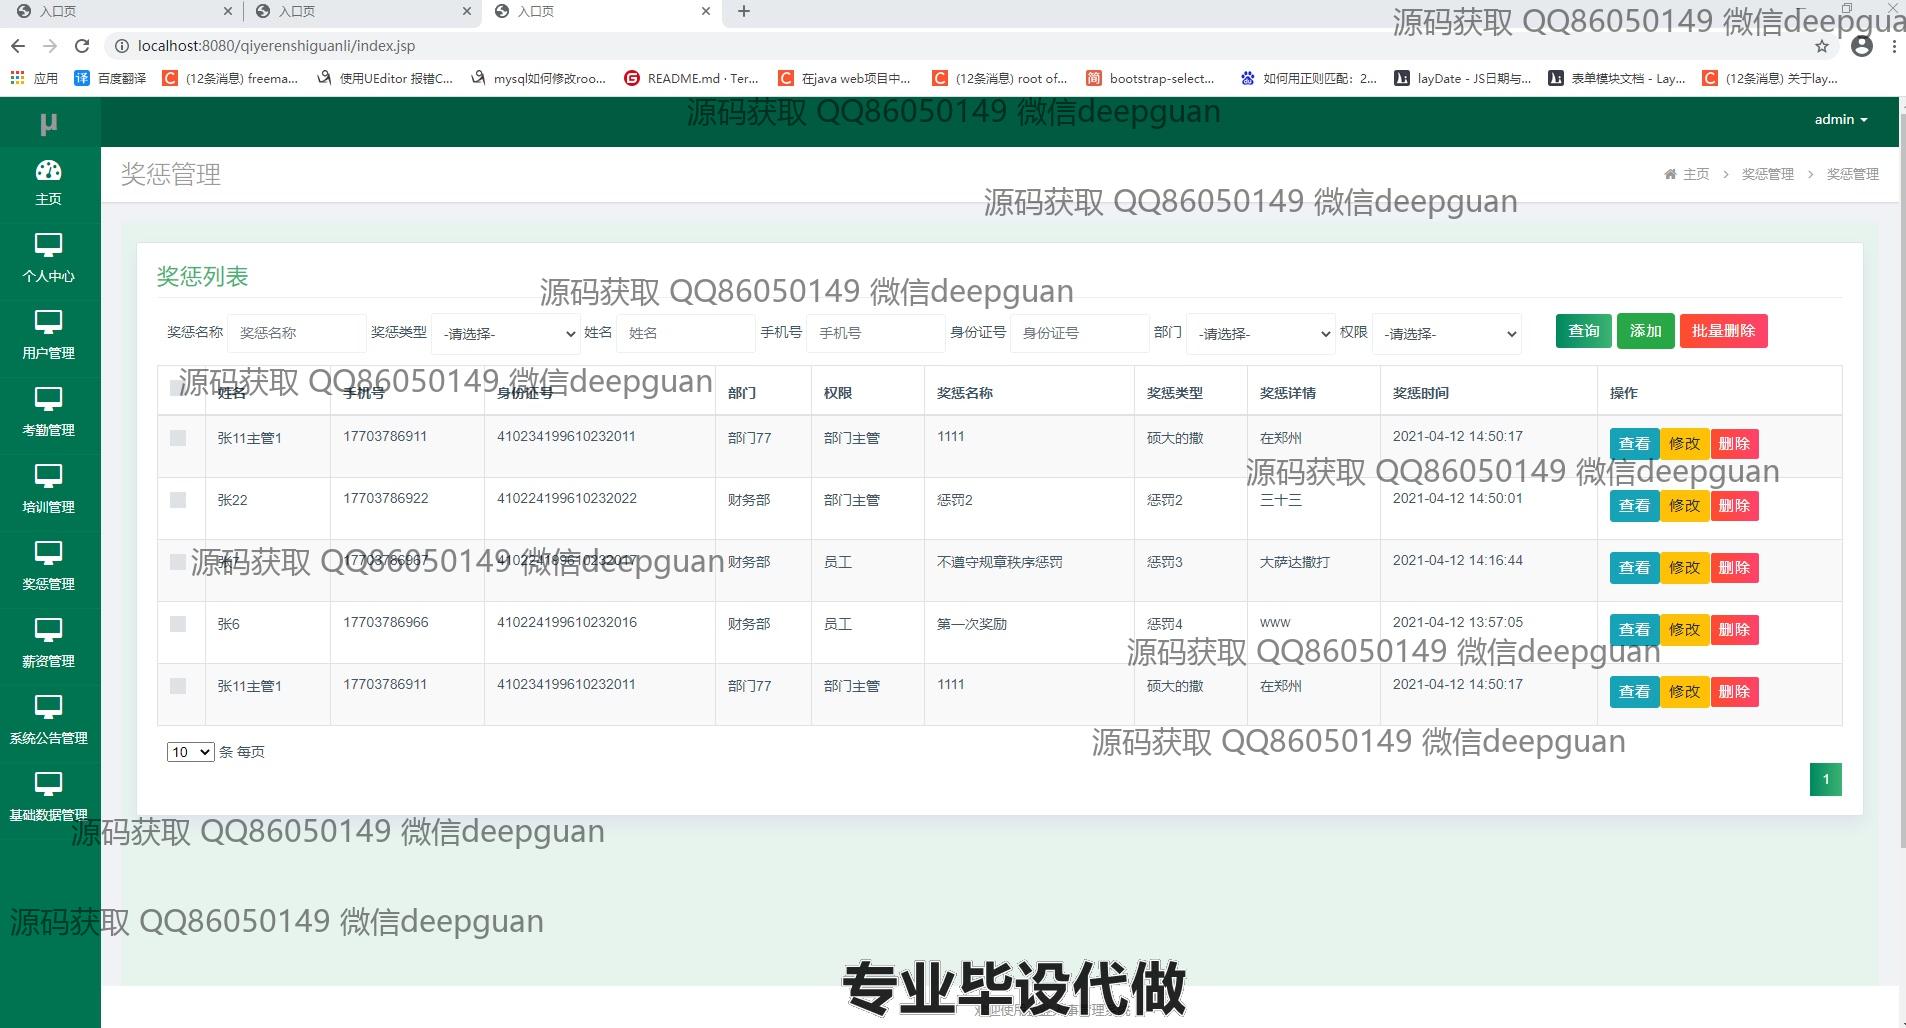 入口页 入口页 入口页
localhost:8080/qiyerenshiguanli/index.jsp
源码获取 QQ86050149 微信deepgua
应用 百度翻译 (12条消息) freema... 使用UEditor 报错C... mysql如何修改roo... README.md · Ter... 在java web项目中... (12条消息) root of... bootstrap-select... 如何用正则匹配：2... layDate - JS日期与... 表单模块文档 - Lay... (12条消息) 关于lay...
μ
源码获取 QQ86050149 微信deepguan
admin
主页
个人中心
用户管理
考勤管理
培训管理
奖惩管理
薪资管理
系统公告管理
基础数据管理
奖惩管理
主页 > 奖惩管理 > 奖惩管理
源码获取 QQ86050149 微信deepguan
奖惩列表
源码获取 QQ86050149 微信deepguan
奖惩名称 奖惩名称 奖惩类型 -请选择- 姓名 姓名 手机号 手机号 身份证号 身份证号 部门 -请选择- 权限 -请选择- 查询 添加 批量删除
源码获取 QQ86050149 微信deepguan
姓名 手机号 身份证号 部门 权限 奖惩名称 奖惩类型 奖惩详情 奖惩时间 操作
张11主管1 17703786911 410234199610232011 部门77 部门主管 1111 硕大的撒 在郑州 2021-04-12 14:50:17 查看 修改 删除
源码获取 QQ86050149 微信deepguan
张22 17703786922 410224199610232022 财务部 部门主管 惩罚2 惩罚2 三十三 2021-04-12 14:50:01 查看 修改 删除
源码获取 QQ86050149 微信deepguan
张7 17703786967 410224199610232017 财务部 员工 不遵守规章秩序惩罚 惩罚3 大萨达撒打 2021-04-12 14:16:44 查看 修改 删除
张6 17703786966 410224199610232016 财务部 员工 第一次奖励 惩罚4 www 2021-04-12 13:57:05 查看 修改 删除
源码获取 QQ86050149 微信deepguan
张11主管1 17703786911 410234199610232011 部门77 部门主管 1111 硕大的撒 在郑州 2021-04-12 14:50:17 查看 修改 删除
源码获取 QQ86050149 微信deepguan
10 条 每页
1
源码获取 QQ86050149 微信deepguan
源码获取 QQ86050149 微信deepguan
专业毕设代做